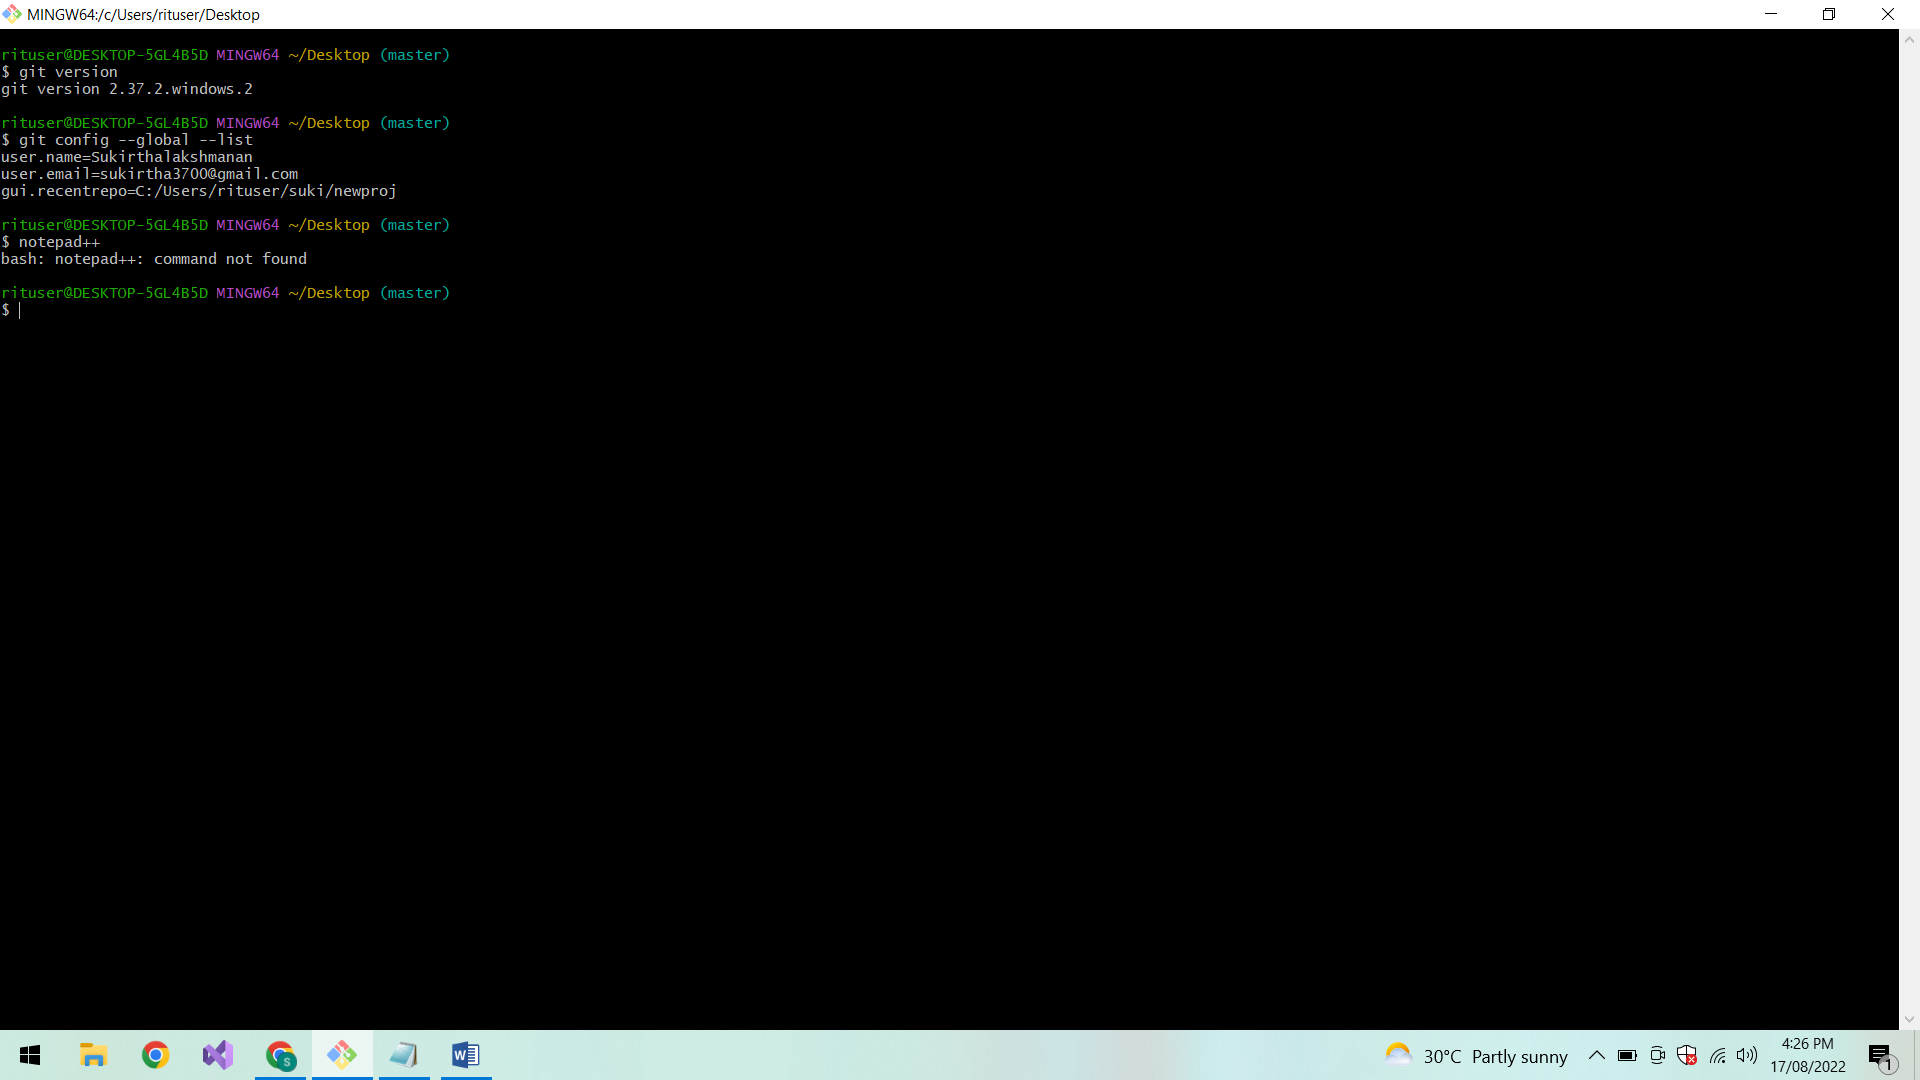 MINGW64:/c/Users/rituser/Desktop
rituser@DESKTOP-5GL4B5D MINGW64 ~/Desktop (master)
$ git version
git version 2.37.2.windows.2
rituser@DESKTOP-5GL4B5D MINGW64 ~/Desktop (master)
$ git config --global --list
user.name=Sukirthalakshmanan
user.email=sukirtha3700@gmail.com
gui.recentrepo=C:/Users/rituser/suki/newproj
rituser@DESKTOP-5GL4B5D MINGW64 ~/Desktop (master)
$ notepad++
bash: notepad++: command not found
rituser@DESKTOP-5GL4B5D MINGW64 ~/Desktop (master)
$
S
W
30°C Partly sunny
4:26 PM
17/08/2022
1